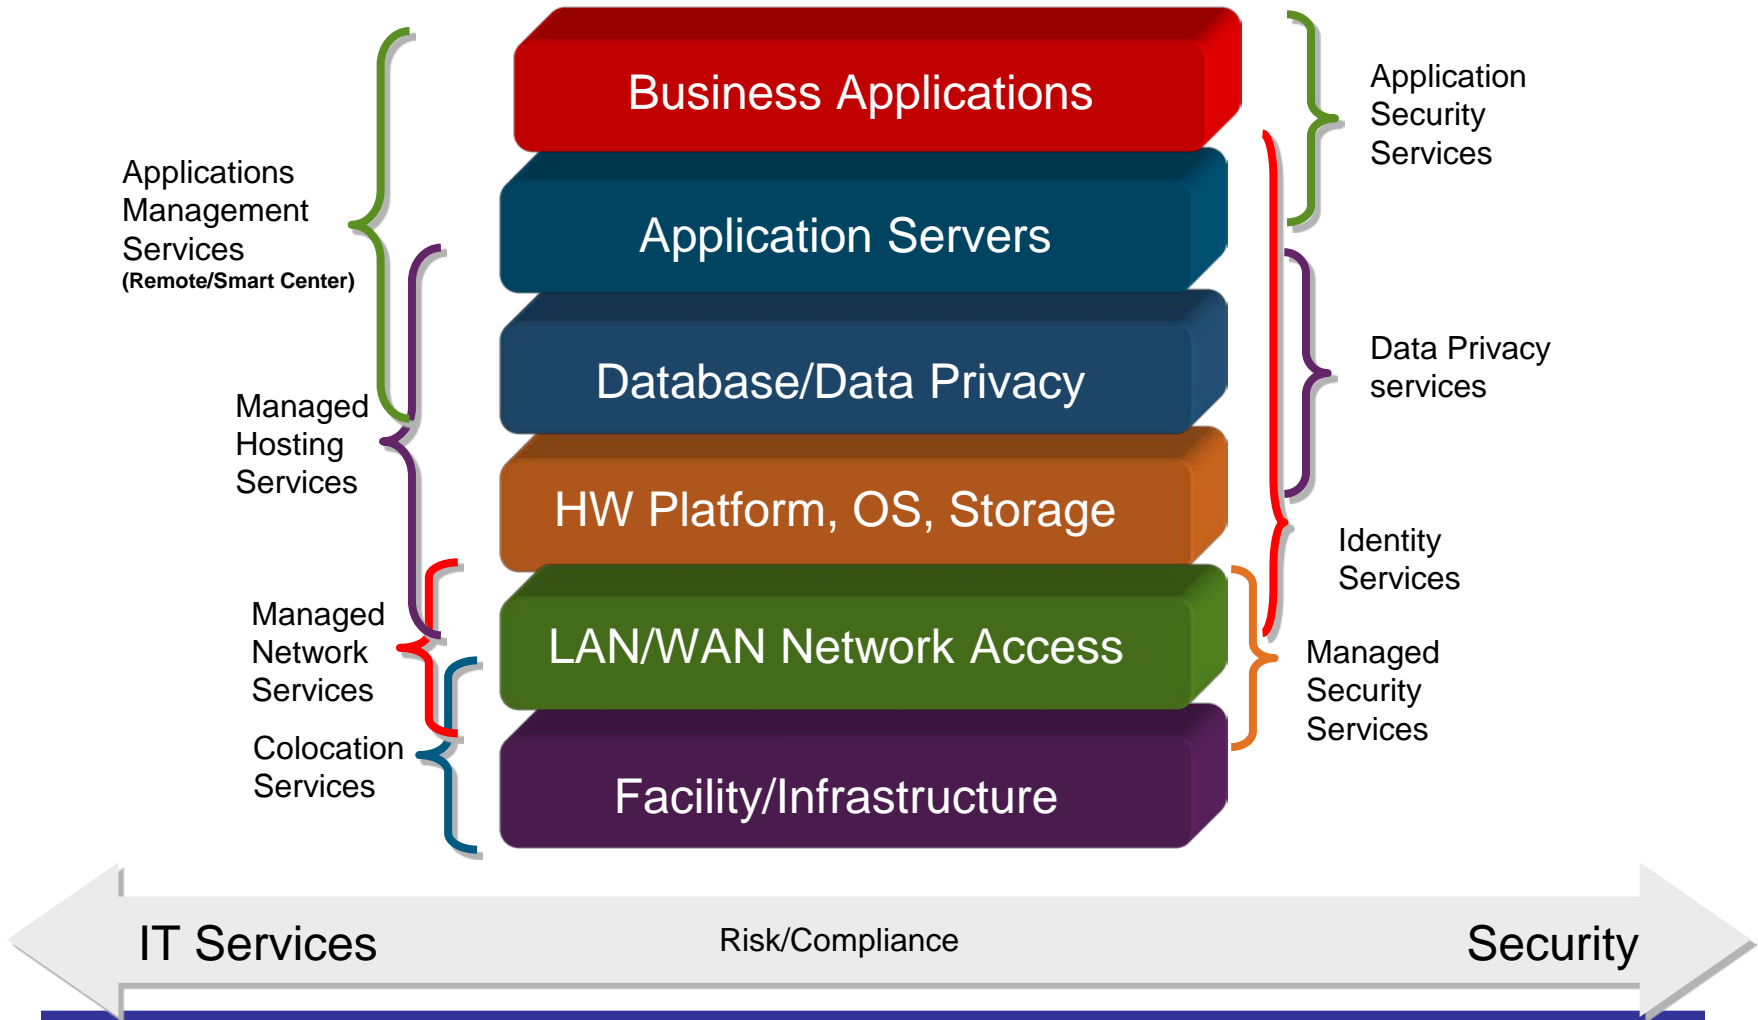 Business Applications
Application Servers
Database/Data Privacy
HW Platform, OS, Storage
LAN/WAN Network Access
Facility/Infrastructure
Applications
Management
Services
(Remote/Smart Center)
Managed
Hosting
Services
Managed
Network
Services
Colocation
Services
Application
Security
Services
Data Privacy
services
Identity
Services
Managed
Security
Services
IT Services
Risk/Compliance
Security